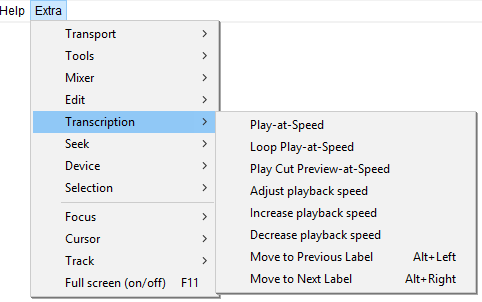 Help Extra
Transport
Tools
Mixer
Edit
Transcription
Seek
Device
Selection
Focus
Cursor
Track
Full screen (on/off) F11
Play-at-Speed
Loop Play-at-Speed
Play Cut Preview-at-Speed
Adjust playback speed
Increase playback speed
Decrease playback speed
Move to Previous Label Alt+Left
Move to Next Label Alt+Right